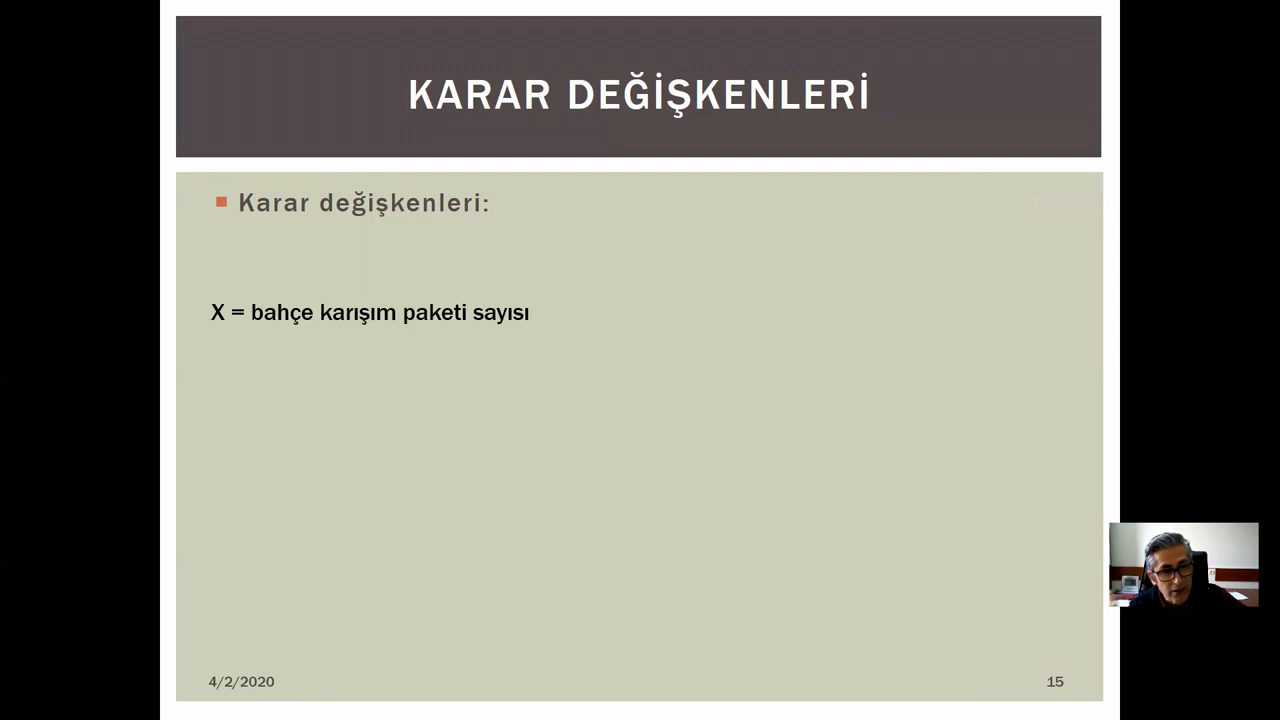 KARAR DEĞİŞKENLERİ
Karar değişkenleri:
X = bahçe karışım paketi sayısı
4/2/2020
15